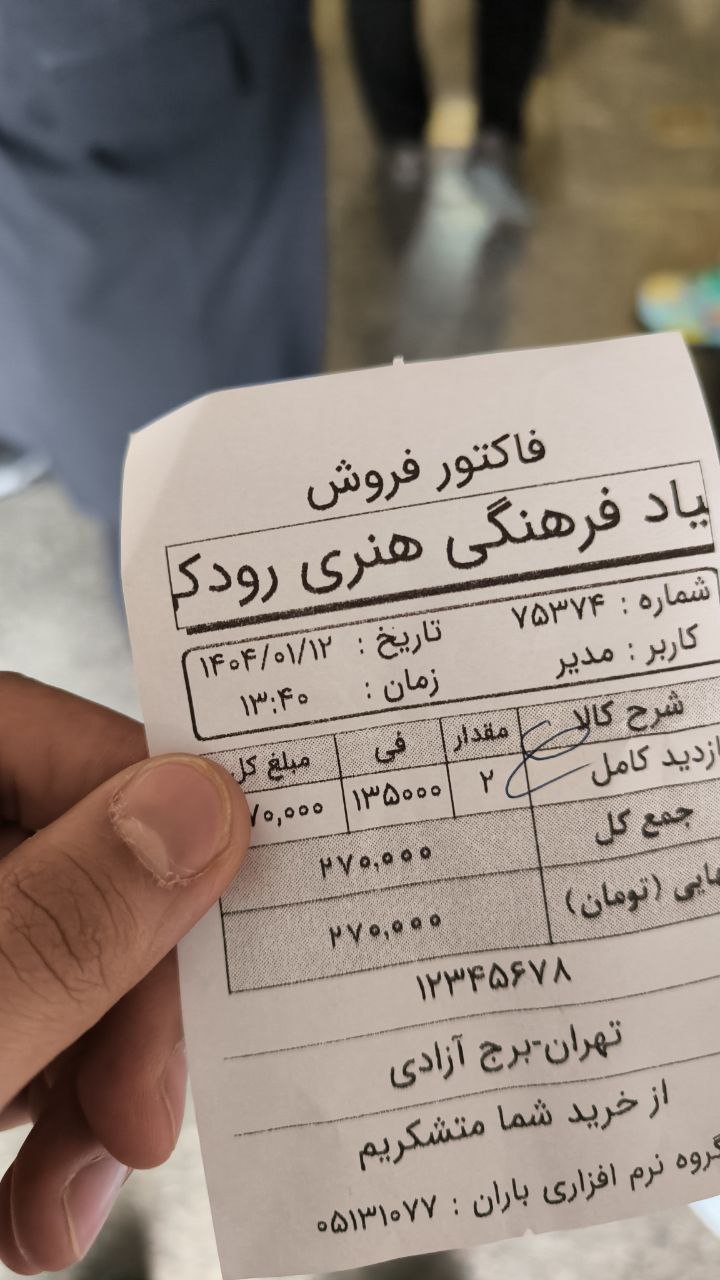 فاکتور فروش
یاد فرهنگی هنری رودک
شماره : ۷۵۳۷۴ تاریخ : ۱۴۰۴/۰۱/۱۲
کاربر : مدیر زمان : ۱۳:۴۰
شرح کالا مقدار فی مبلغ کل
ازدید کامل ۲ ۱۳۵۰۰۰ ۷۰,۰۰۰
جمع کل ۲۷۰,۰۰۰
هایی (تومان) ۲۷۰,۰۰۰
۱۲۳۴۵۶۷۸
تهران-برج آزادی
از خرید شما متشکریم
گروه نرم افزاری باران : ۰۵۱۳۱۰۷۷